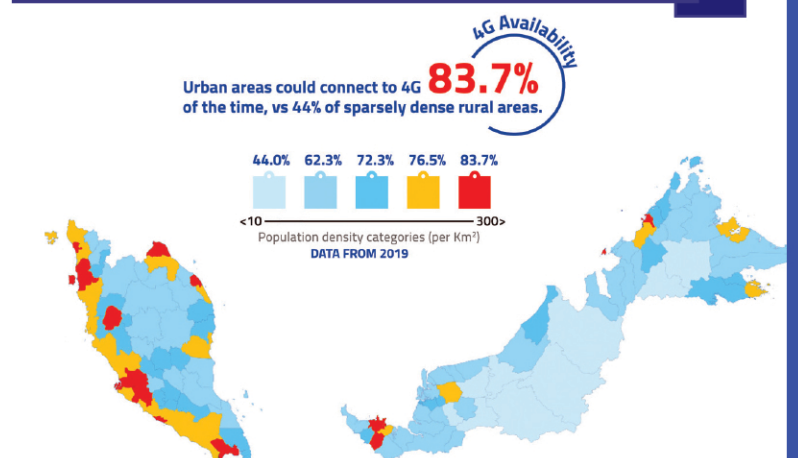 4G Availability
Urban areas could connect to 4G 83.7%
of the time, vs 44% of sparsely dense rural areas.
44.0% 62.3% 72.3% 76.5% 83.7%
<10 300>
Population density categories (per Km²)
DATA FROM 2019